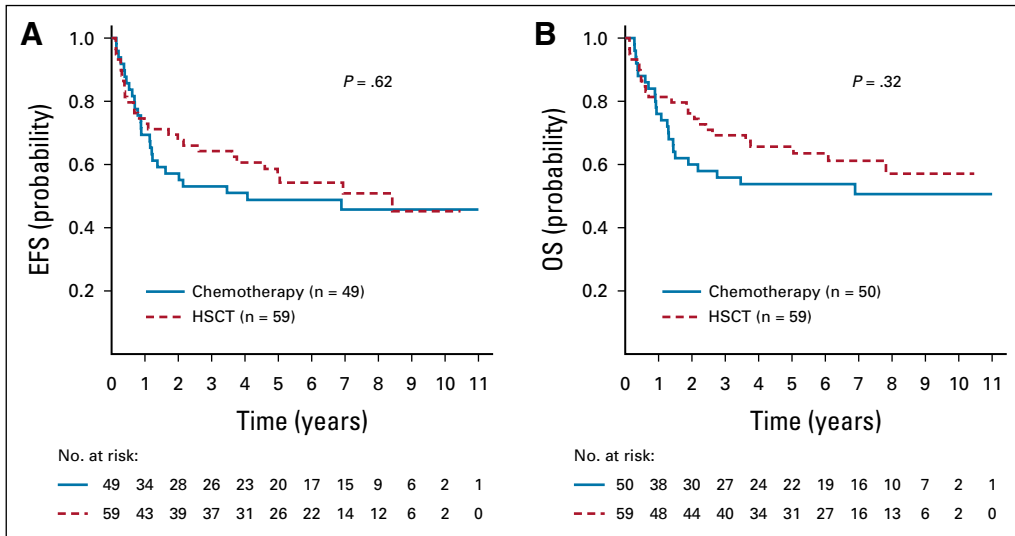 A
EFS (probability)
1.0
0.8
0.6
0.4
0.2
P = .62
Chemotherapy (n = 49)
HSCT (n = 59)
0 1 2 3 4 5 6 7 8 9 10 11
Time (years)
No. at risk:
49 34 28 26 23 20 17 15 9 6 2 1
59 43 39 37 31 26 22 14 12 6 2 0
B
OS (probability)
1.0
0.8
0.6
0.4
0.2
P = .32
Chemotherapy (n = 50)
HSCT (n = 59)
0 1 2 3 4 5 6 7 8 9 10 11
Time (years)
No. at risk:
50 38 30 27 24 22 19 16 10 7 2 1
59 48 44 40 34 31 27 16 13 6 2 0